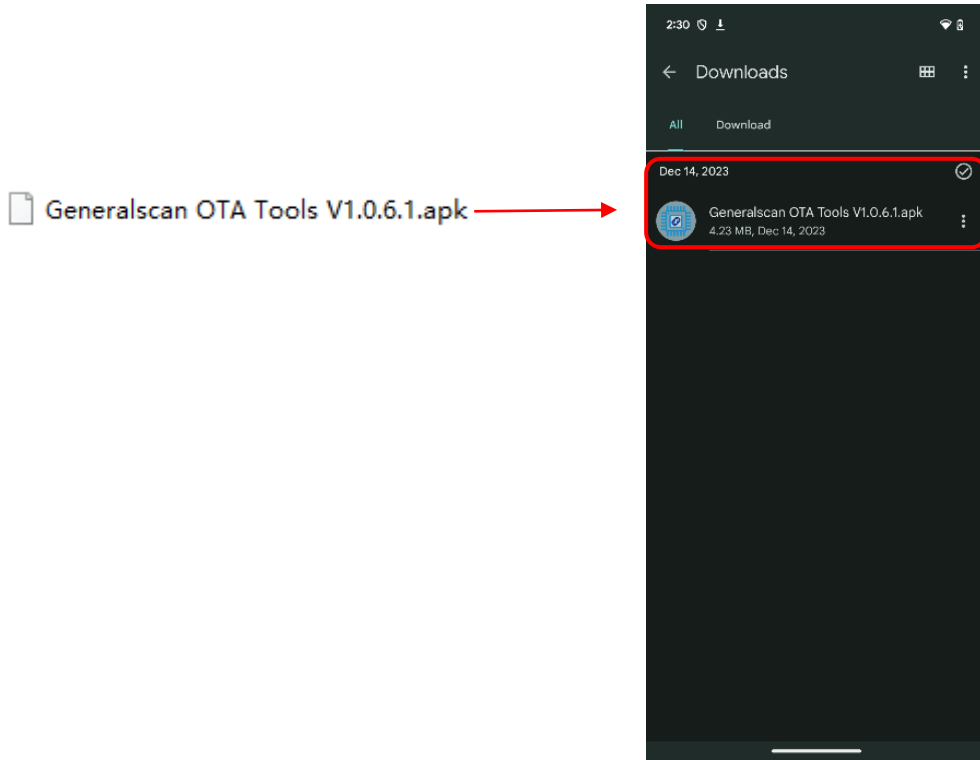 Generalscan OTA Tools V1.0.6.1.apk
2:30
Downloads
All Download
Dec 14, 2023
Generalscan OTA Tools V1.0.6.1.apk
4.23 MB, Dec 14, 2023